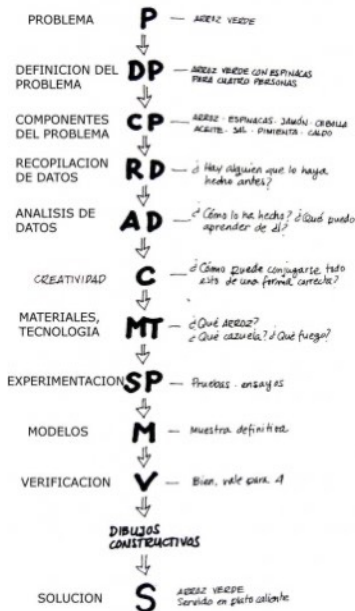 PROBLEMA P — ARROZ VERDE
DEFINICION DEL PROBLEMA DP — ARROZ VERDE CON ESPINACAS
PARA CUATRO PERSONAS
COMPONENTES DEL PROBLEMA CP — ARROZ - ESPINACAS - JAMÓN - CEBOLLA
ACEITE - SAL - PIMIENTA - CALDO
RECOPILACION DE DATOS RD — ¿Hay alguien que lo haya
hecho antes?
ANALISIS DE DATOS AD — ¿Cómo lo ha hecho? ¿Qué puedo
aprender de él?
CREATIVIDAD C — ¿Cómo puede conjugarse todo
esto de una forma correcta?
MATERIALES, TECNOLOGIA MT — ¿Qué ARROZ?
¿Qué cazuela? ¿Qué fuego?
EXPERIMENTACION SP — Pruebas - ensayos
MODELOS M — Muestra definitiva
VERIFICACION V — Bien, vale para 4
DIBUJOS
CONSTRUCTIVOS
SOLUCION S ARROZ VERDE
Servido en plato caliente